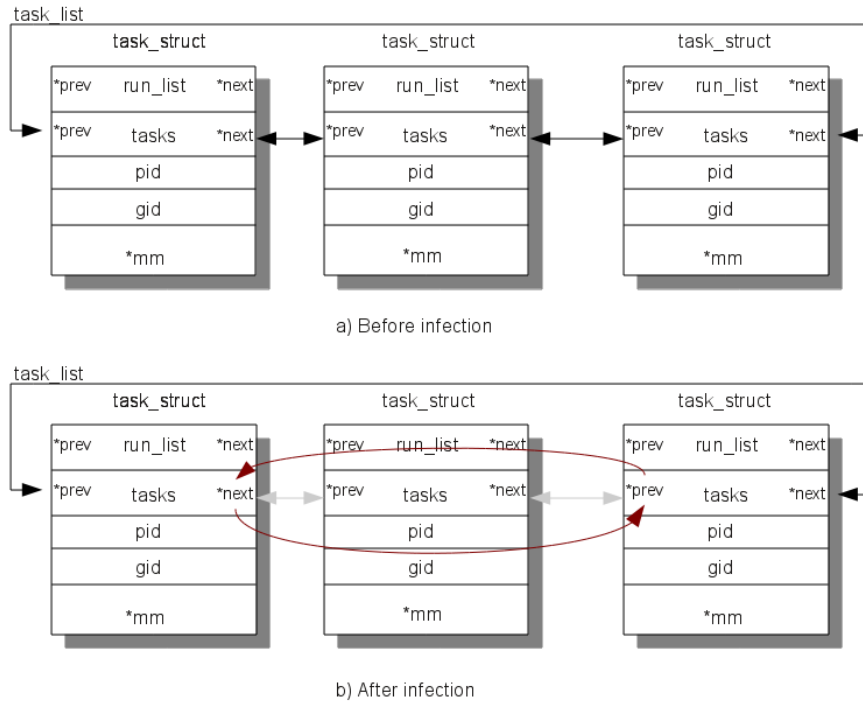 task_list
task_struct task_struct task_struct
*prev run_list *next *prev run_list *next *prev run_list *next
*prev tasks *next *prev tasks *next *prev tasks *next
pid pid pid
gid gid gid
*mm *mm *mm
a) Before infection
task_list
task_struct task_struct task_struct
*prev run_list *next *prev run_list *next *prev run_list *next
*prev tasks *next *prev tasks *next *prev tasks *next
pid pid pid
gid gid gid
*mm *mm *mm
b) After infection